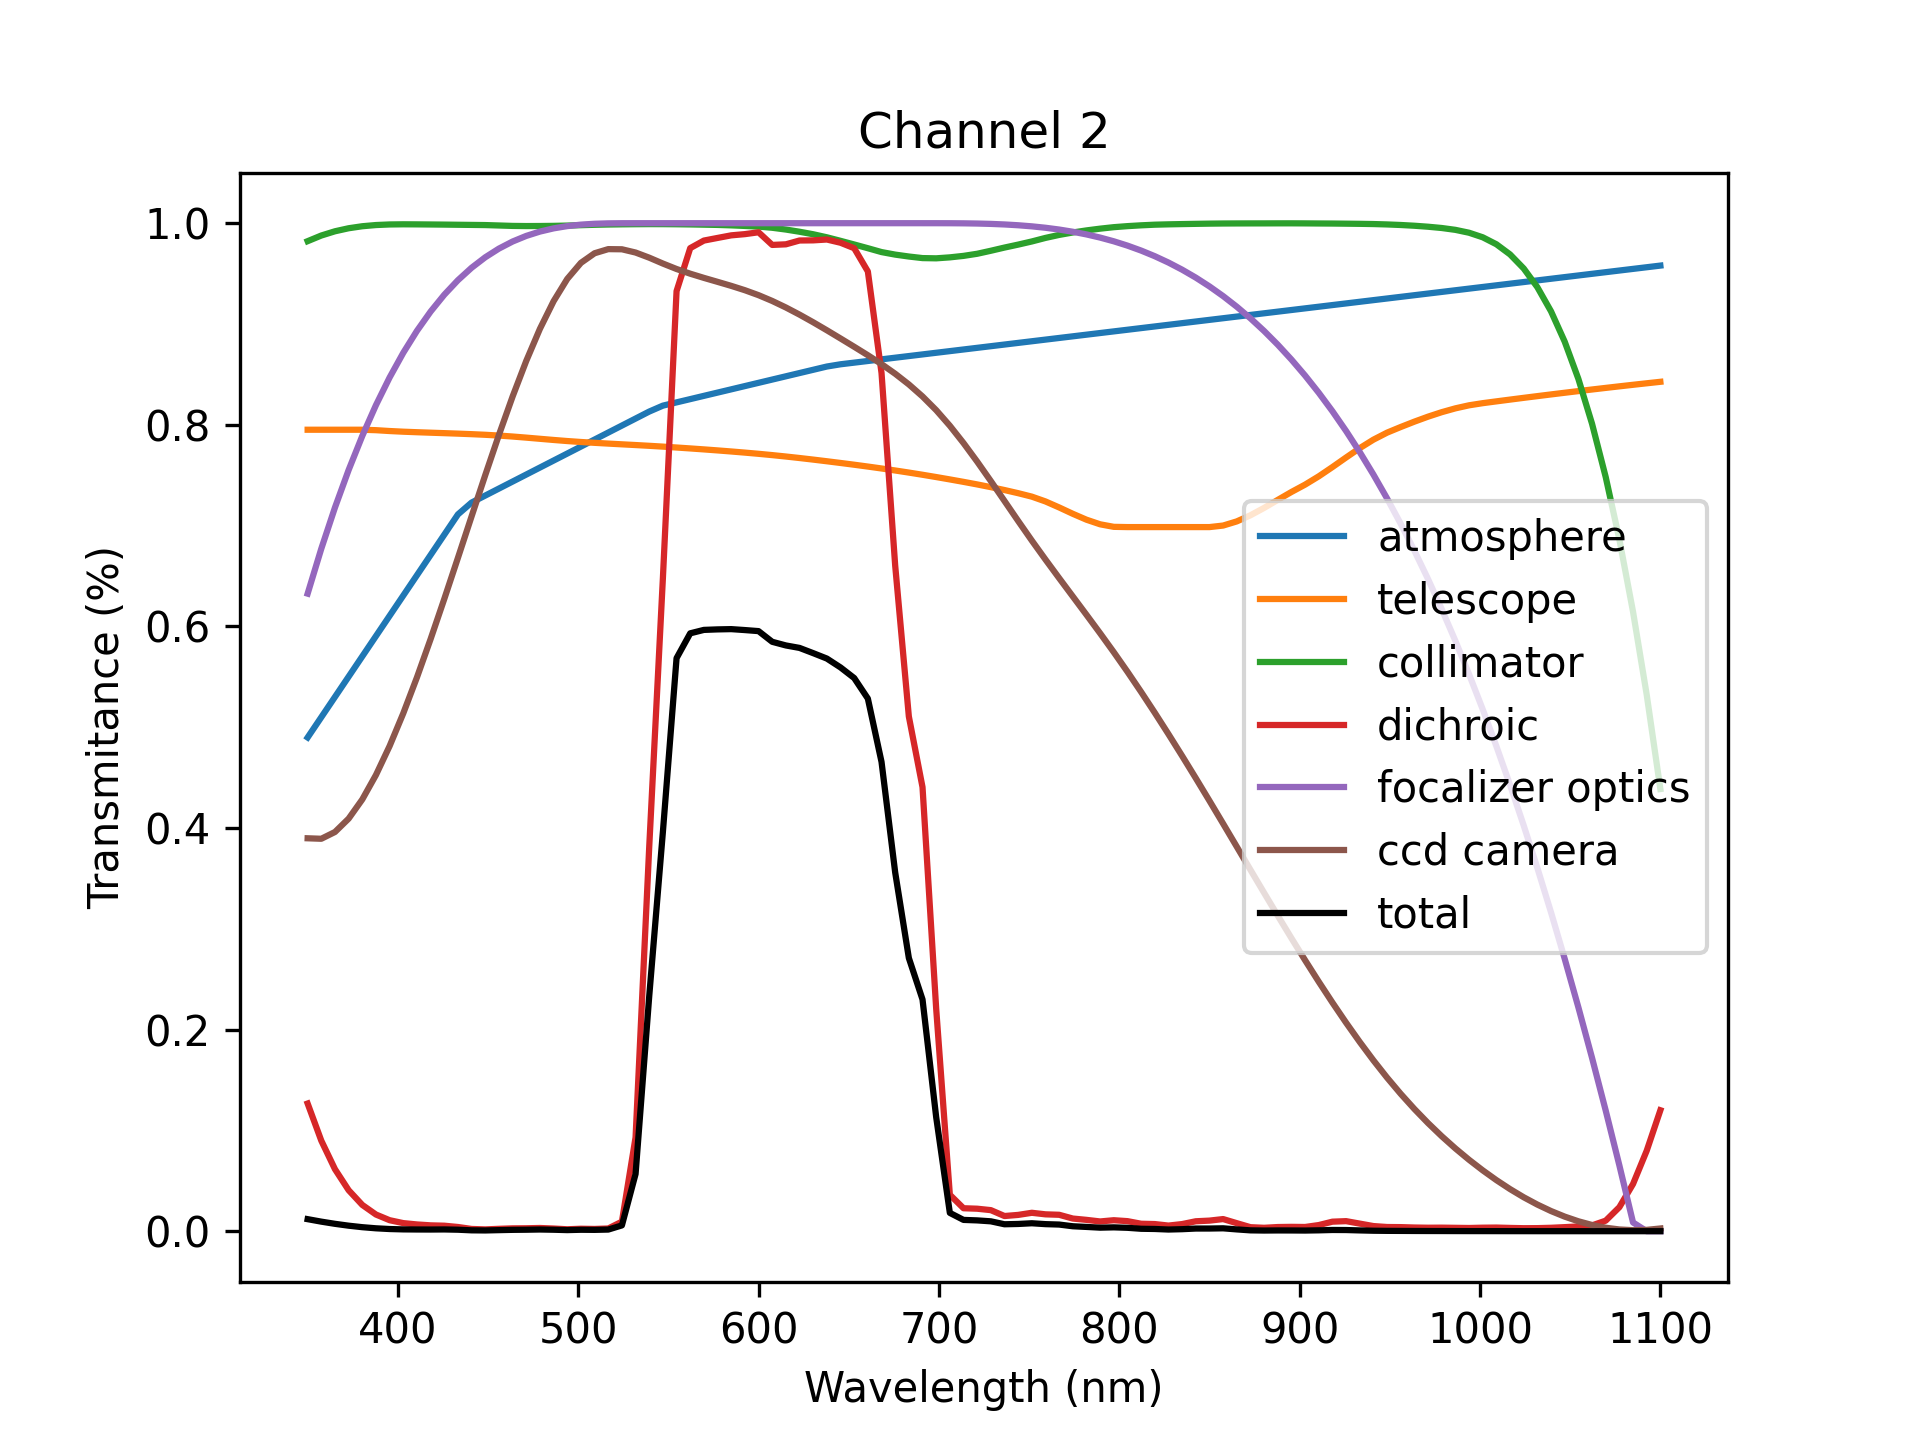 Channel 2
Transmitance (%)
1.0
0.8
0.6
0.4
0.2
0.0
atmosphere
telescope
collimator
dichroic
focalizer optics
ccd camera
total
400 500 600 700 800 900 1000 1100
Wavelength (nm)